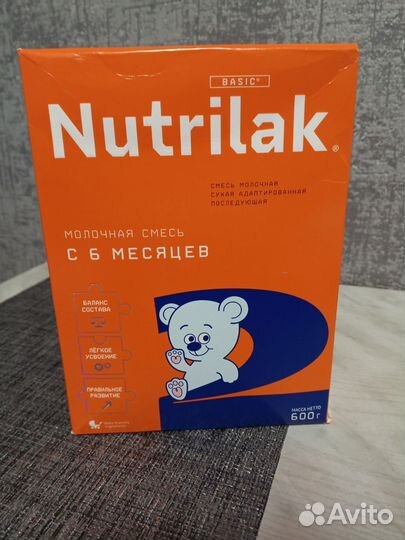 BASIC®
Nutrilak®
СМЕСЬ МОЛОЧНАЯ
СУХАЯ АДАПТИРОВАННАЯ
ПОСЛЕДУЮЩАЯ
МОЛОЧНАЯ СМЕСЬ
С 6 МЕСЯЦЕВ
БАЛАНС
СОСТАВА
ЛЁГКОЕ
УСВОЕНИЕ
ПРАВИЛЬНОЕ
РАЗВИТИЕ
2
МАССА НЕТТО
600 г
Avito